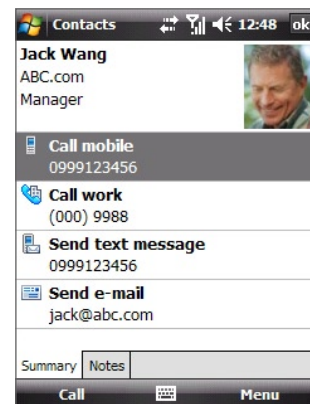 Contacts 12:48 ok
Jack Wang
ABC.com
Manager
Call mobile
0999123456
Call work
(000) 9988
Send text message
0999123456
Send e-mail
jack@abc.com
Summary Notes
Call Menu